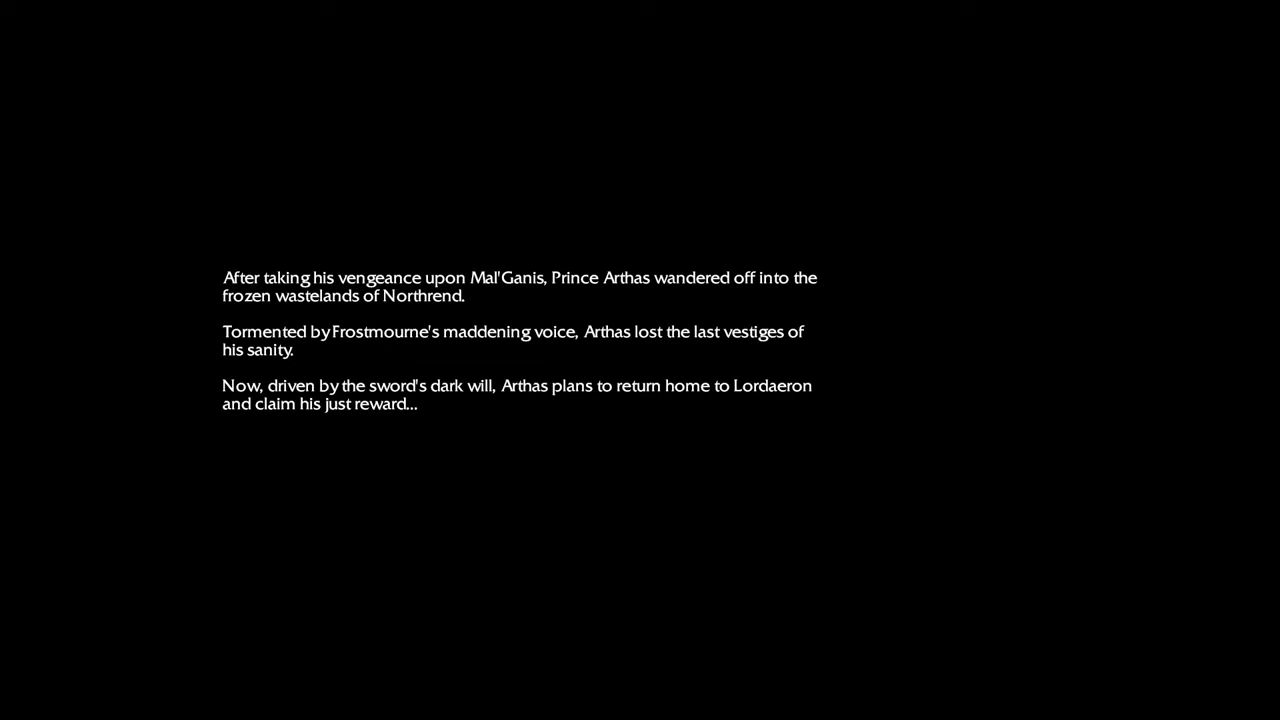 After taking his vengeance upon Mal'Ganis, Prince Arthas wandered off into the
frozen wastelands of Northrend.
Tormented by Frostmourne's maddening voice, Arthas lost the last vestiges of
his sanity.
Now, driven by the sword's dark will, Arthas plans to return home to Lordaeron
and claim his just reward...